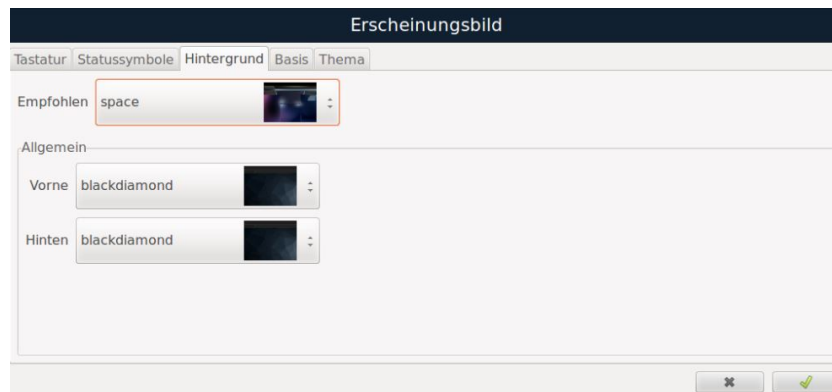 Erscheinungsbild
Tastatur Statussymbole Hintergrund Basis Thema
Empfohlen space
Allgemein
Vorne blackdiamond
Hinten blackdiamond